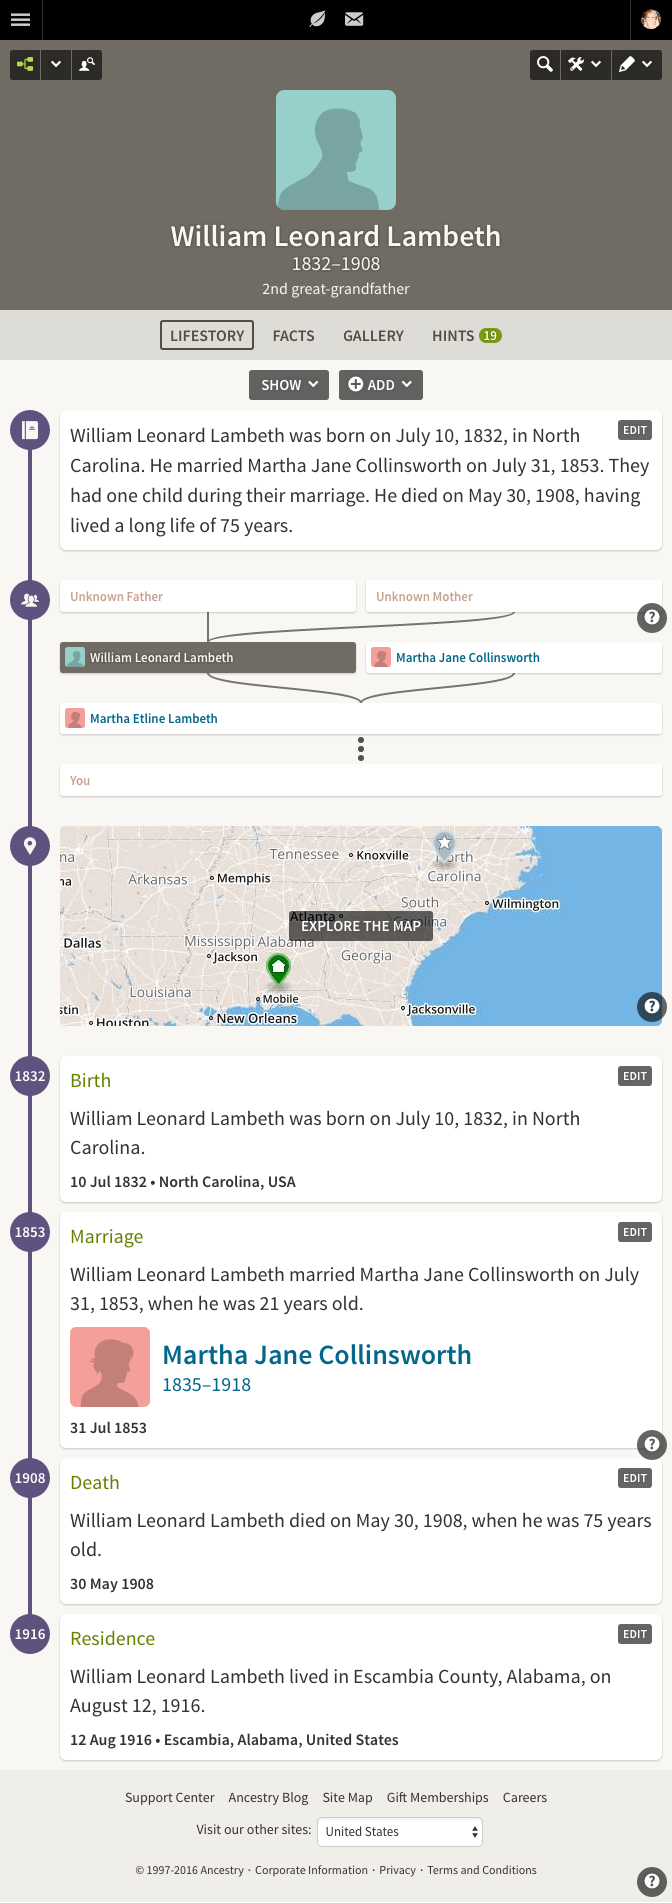 William Leonard Lambeth
1832–1908
2nd great-grandfather
LIFESTORY FACTS GALLERY HINTS 19
SHOW ADD
EDIT
William Leonard Lambeth was born on July 10, 1832, in North
Carolina. He married Martha Jane Collinsworth on July 31, 1853. They
had one child during their marriage. He died on May 30, 1908, having
lived a long life of 75 years.
Unknown Father Unknown Mother
?
William Leonard Lambeth Martha Jane Collinsworth
Martha Etline Lambeth
You
Tennessee Knoxville North
na
Carolina
Arkansas Memphis
na
South
Carolina
Wilmington
Atlanta
EXPLORE THE MAP
Dallas Mississippi Alabama
Jackson Georgia
Louisiana
Mobile
stin Houston New Orleans Jacksonville
?
1832 Birth EDIT
William Leonard Lambeth was born on July 10, 1832, in North
Carolina.
10 Jul 1832 • North Carolina, USA
1853 Marriage EDIT
William Leonard Lambeth married Martha Jane Collinsworth on July
31, 1853, when he was 21 years old.
Martha Jane Collinsworth
1835–1918
31 Jul 1853
?
1908 Death EDIT
William Leonard Lambeth died on May 30, 1908, when he was 75 years
old.
30 May 1908
1916 Residence EDIT
William Leonard Lambeth lived in Escambia County, Alabama, on
August 12, 1916.
12 Aug 1916 • Escambia, Alabama, United States
Support Center Ancestry Blog Site Map Gift Memberships Careers
Visit our other sites: United States
© 1997-2016 Ancestry · Corporate Information · Privacy · Terms and Conditions
?